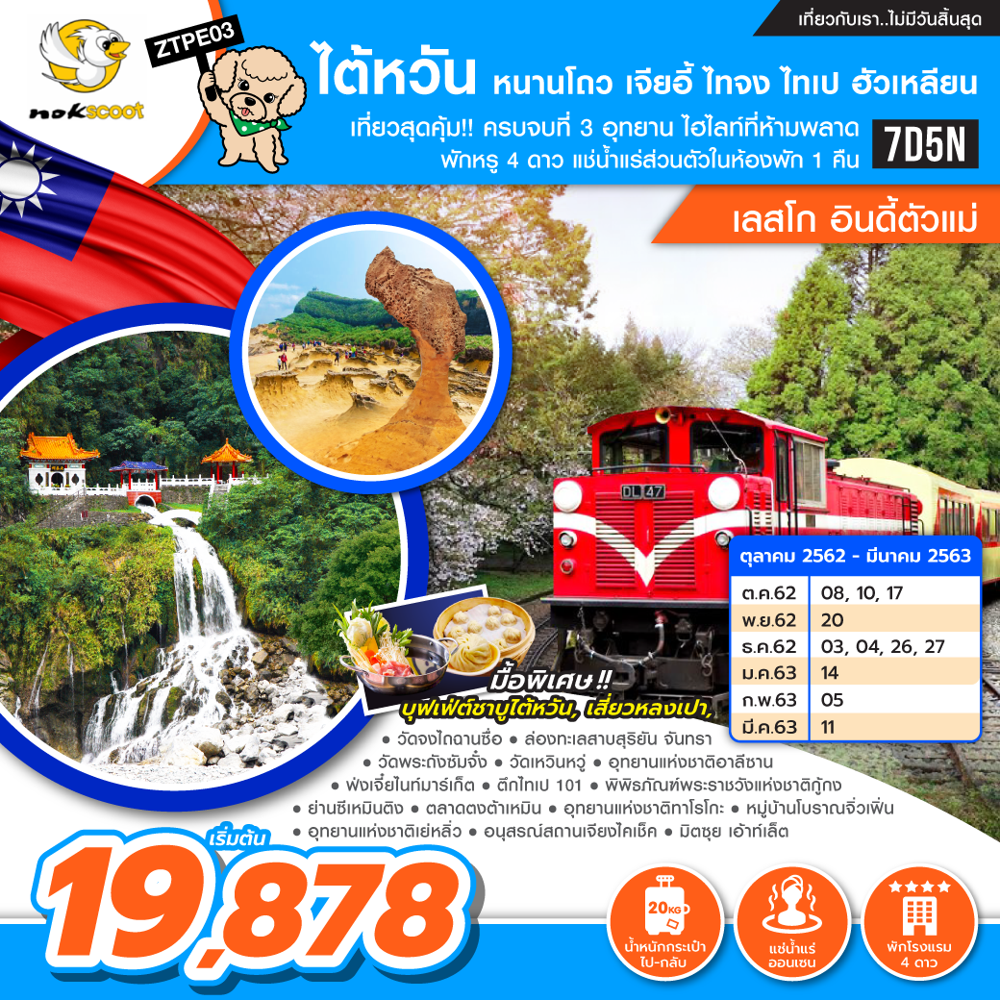 เที่ยวกับเรา..ไม่มีวันสิ้นสุด
nokscoot
ZTPE03
ไต้หวัน หนานโถว เจียอี้ ไทจง ไทเป ฮัวเหลียน
เที่ยวสุดคุ้ม!! ครบจบที่ 3 อุทยาน ไฮไลท์ที่ห้ามพลาด
พักหรู 4 ดาว แช่น้ำแร่ส่วนตัวในห้องพัก 1 คืน
7D5N
เลสโก อินดี้ตัวแม่
DL 47
ตุลาคม 2562 - มีนาคม 2563
ต.ค.62 08, 10, 17
พ.ย.62 20
ธ.ค.62 03, 04, 26, 27
ม.ค.63 14
ก.พ.63 05
มี.ค.63 11
มื้อพิเศษ !!
บุฟเฟ่ต์ชาบูไต้หวัน, เสี่ยวหลงเปา,
● วัดจงไถฉานซื่อ ● ล่องทะเลสาบสุริยัน จันทรา
● วัดพระถังซัมจั๋ง ● วัดเหวินหวู่ ● อุทยานแห่งชาติอาลีซาน
● ฟ่งเจี๋ยไนท์มาร์เก็ต ● ตึกไทเป 101 ● พิพิธภัณฑ์พระราชวังแห่งชาติกู้กง
● ย่านซีเหมินติง ● ตลาดตงต้าเหมิน ● อุทยานแห่งชาติทาโรโกะ ● หมู่บ้านโบราณจิ่วเฟิ่น
● อุทยานแห่งชาติเย่หลิ่ว ● อนุสรณ์สถานเจียงไคเช็ค ● มิตซุย เอ้าท์เล็ต
เริ่มต้น
19,878
20KG
น้ำหนักกระเป๋า
ไป-กลับ
แช่น้ำแร่
ออนเซน
พักโรงแรม
4 ดาว